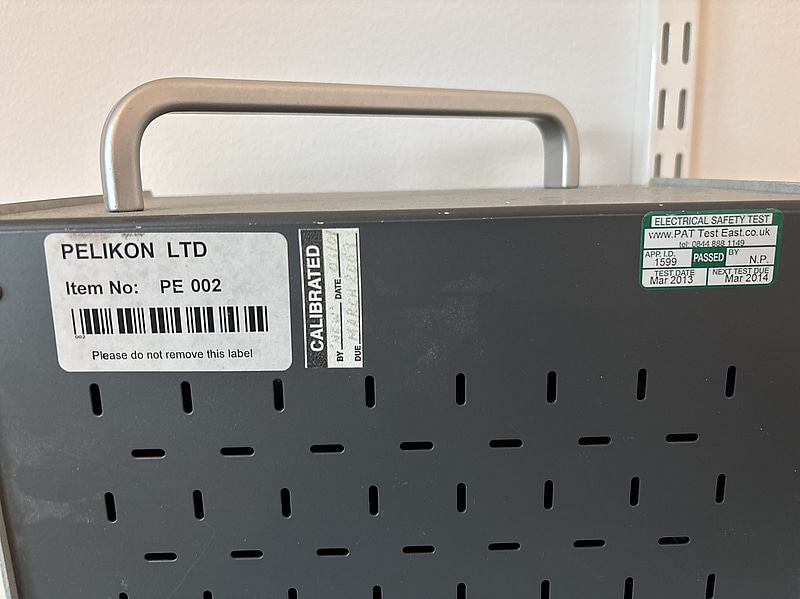 PELIKON LTD
Item No: PE 002
002
Please do not remove this label
CALIBRATED
BY
DATE
DUE
ELECTRICAL SAFETY TEST
www.PAT Test East.co.uk
tel: 0844 888 1149
APP. I.D. 1599
PASSED
BY N.P.
TEST DATE
Mar 2013
NEXT TEST DUE
Mar 2014